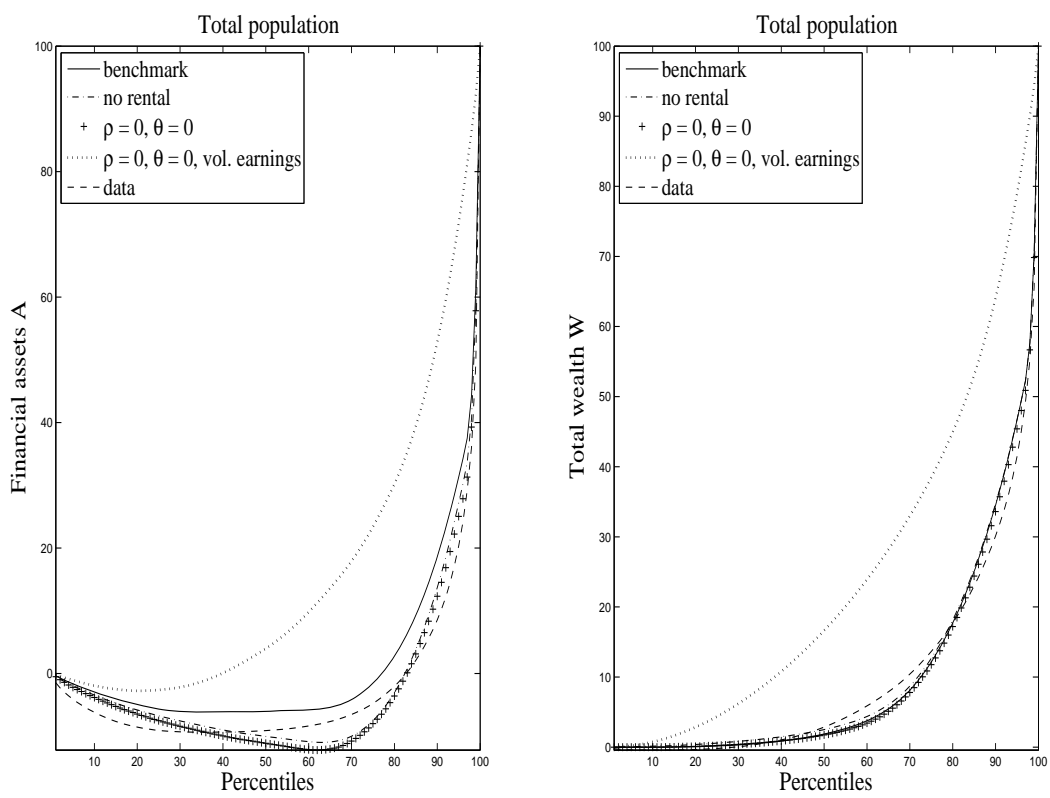 Total population
100
80
60
40
20
0
Financial assets A
benchmark
no rental
ρ = 0, θ = 0
ρ = 0, θ = 0, vol. earnings
data
10 20 30 40 50 60 70 80 90 100
Percentiles
Total population
100
90
80
70
60
50
40
30
20
10
0
Total wealth W
benchmark
no rental
ρ = 0, θ = 0
ρ = 0, θ = 0, vol. earnings
data
10 20 30 40 50 60 70 80 90 100
Percentiles